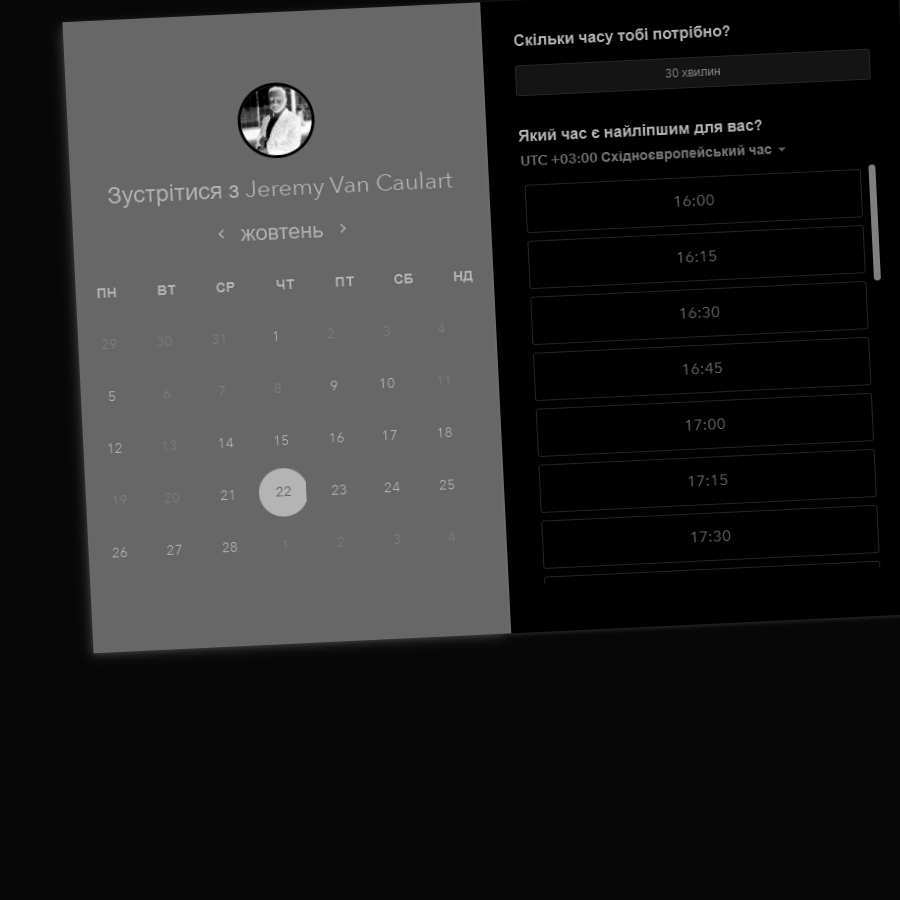 Зустрітися з Jeremy Van Caulart
‹ жовтень ›
ПН ВТ СР ЧТ ПТ СБ НД
29 30 31 1 2 3 4
5 6 7 8 9 10 11
12 13 14 15 16 17 18
19 20 21 22 23 24 25
26 27 28 1 2 3 4
Скільки часу тобі потрібно?
30 хвилин
Який час є найліпшим для вас?
UTC +03:00 Східноєвропейський час
16:00
16:15
16:30
16:45
17:00
17:15
17:30